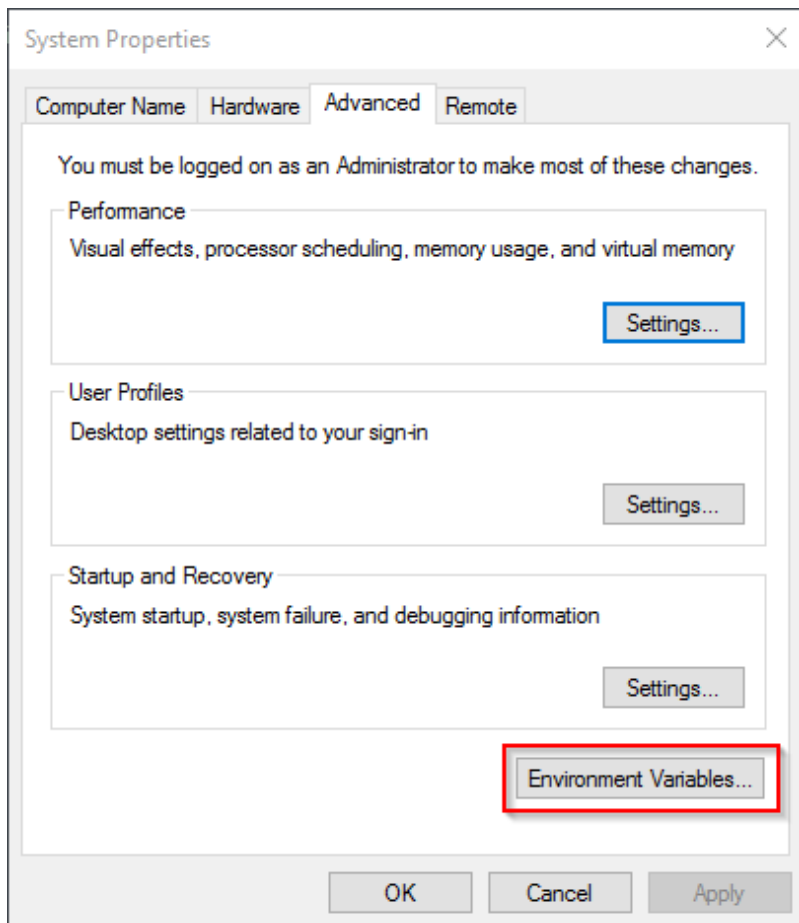 System Properties
Computer Name Hardware Advanced Remote
You must be logged on as an Administrator to make most of these changes.
Performance
Visual effects, processor scheduling, memory usage, and virtual memory
Settings...
User Profiles
Desktop settings related to your sign-in
Settings...
Startup and Recovery
System startup, system failure, and debugging information
Settings...
Environment Variables...
OK Cancel Apply